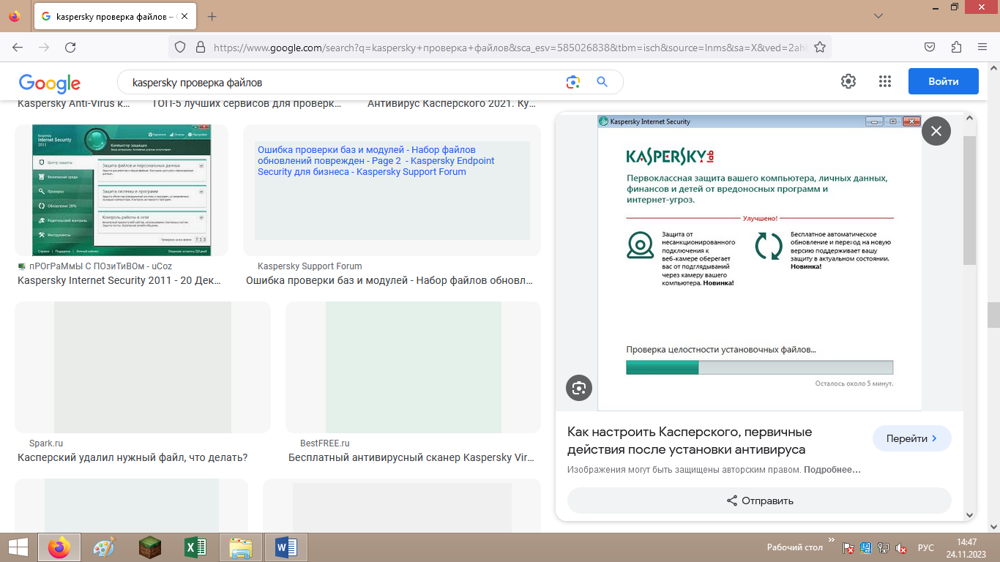 kaspersky проверка файлов – 
https://www.google.com/search?q=kaspersky+проверка+файлов&sca_esv=585026838&tbm=isch&source=lnms&sa=X&ved=2ah
Google
kaspersky проверка файлов
Войти
Kaspersky Anti-Virus к...
ТОП-5 лучших сервисов для проверк...
Антивирус Касперского 2021. Ку...
Kaspersky
Internet Security
2011
Компьютер защищен
Центр защиты
Безопасная среда
Проверка
Обновление 28%
Родительский контроль
Инструменты
Защита файлов и персональных данных
Защита системы и программ
Контроль работы в сети
Ошибка проверки баз и модулей - Набор файлов
обновлений поврежден - Page 2 - Kaspersky Endpoint
Security для бизнеса - Kaspersky Support Forum
пРОгРаМмЫ С ПОзиТиВОм - uCoz
Kaspersky Internet Security 2011 - 20 Дек...
Kaspersky Support Forum
Ошибка проверки баз и модулей - Набор файлов обновл...
Spark.ru
Касперский удалил нужный файл, что делать?
BestFREE.ru
Бесплатный антивирусный сканер Kaspersky Vir...
Kaspersky Internet Security
KASPERSKY lab
Первоклассная защита вашего компьютера, личных данных,
финансов и детей от вредоносных программ и
интернет-угроз.
Улучшено!
Защита от
несанкционированного
подключения к
веб-камере оберегает
вас от подглядываний
через камеру вашего
компьютера. Новинка!
Бесплатное автоматическое
обновление и переход на новую
версию поддерживает вашу
защиту в актуальном состоянии.
Новинка!
Проверка целостности установочных файлов...
Осталось около 5 минут.
Как настроить Касперского, первичные
действия после установки антивируса
Перейти
Изображения могут быть защищены авторским правом. Подробнее...
Отправить
Рабочий стол
РУС
14:47
24.11.2023